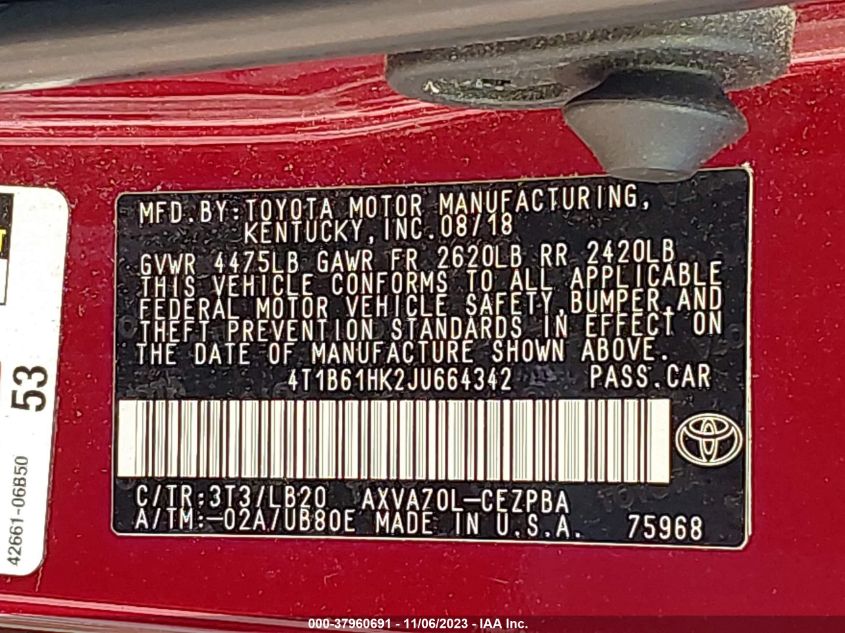 MFD.BY:TOYOTA MOTOR MANUFACTURING,
KENTUCKY,INC.08/18
GVWR 4475LB GAWR FR 2620LB RR 2420LB
THIS VEHICLE CONFORMS TO ALL APPLICABLE
FEDERAL MOTOR VEHICLE SAFETY,BUMPER,AND
THEFT PREVENTION STANDARDS IN EFFECT ON
THE DATE OF MANUFACTURE SHOWN ABOVE.
4T1B61HK2JU664342 PASS.CAR
C/TR:3T3/LB20 AXVA70L-CEZPBA
A/TM:-02A/UB80E MADE IN U.S.A. 75968
53
42661-06B50
000-37960691 - 11/06/2023 - IAA Inc.